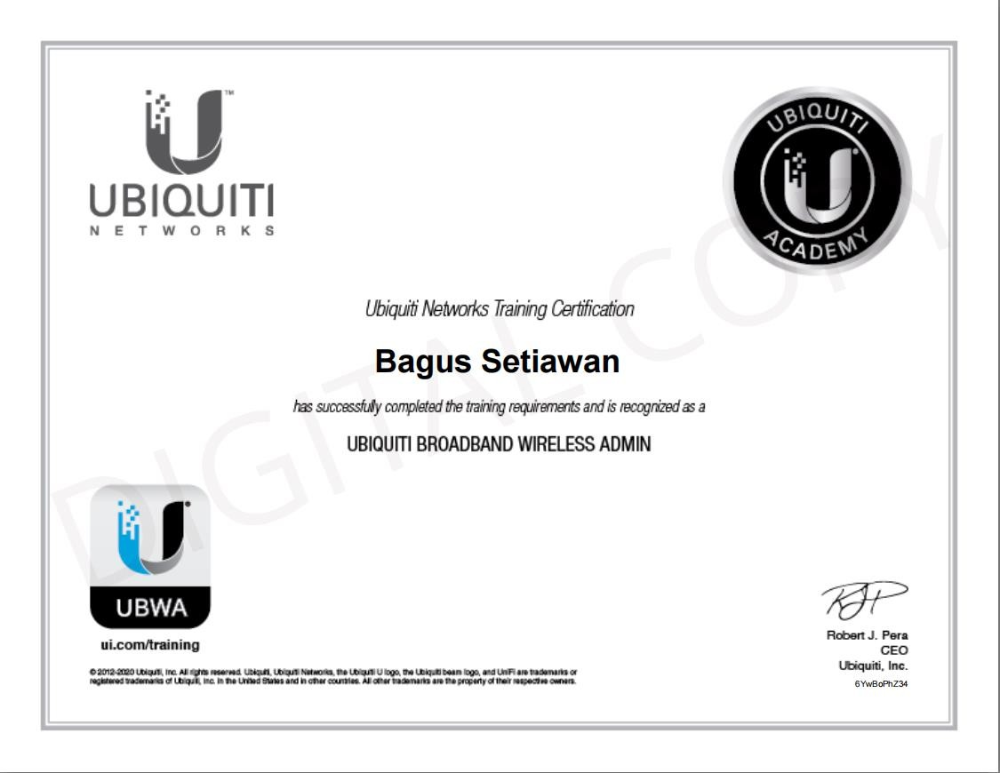 UBIQUITI
NETWORKS
UBIQUITI
ACADEMY
Ubiquiti Networks Training Certification
Bagus Setiawan
has successfully completed the training requirements and is recognized as a
UBIQUITI BROADBAND WIRELESS ADMIN
DIGITAL COPY
UBWA
ui.com/training
© 2012-2020 Ubiquiti, Inc. All rights reserved. Ubiquiti, Ubiquiti Networks, the Ubiquiti U logo, the Ubiquiti beam logo, and UniFi are trademarks or
registered trademarks of Ubiquiti, Inc. in the United States and in other countries. All other trademarks are the property of their respective owners.
Robert J. Pera
CEO
Ubiquiti, Inc.
6YwBoPhZ34